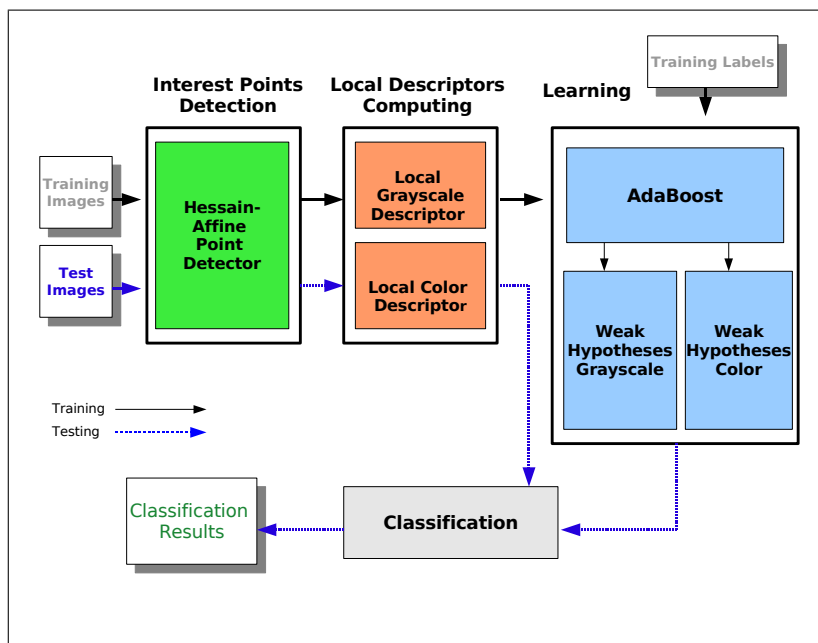 Training Labels
Interest Points
Detection
Local Descriptors
Computing
Learning
Training
Images
Test
Images
Hessain-
Affine
Point
Detector
Local
Grayscale
Descriptor
Local Color
Descriptor
AdaBoost
Weak
Hypotheses
Grayscale
Weak
Hypotheses
Color
Training
Testing
Classification
Results
Classification